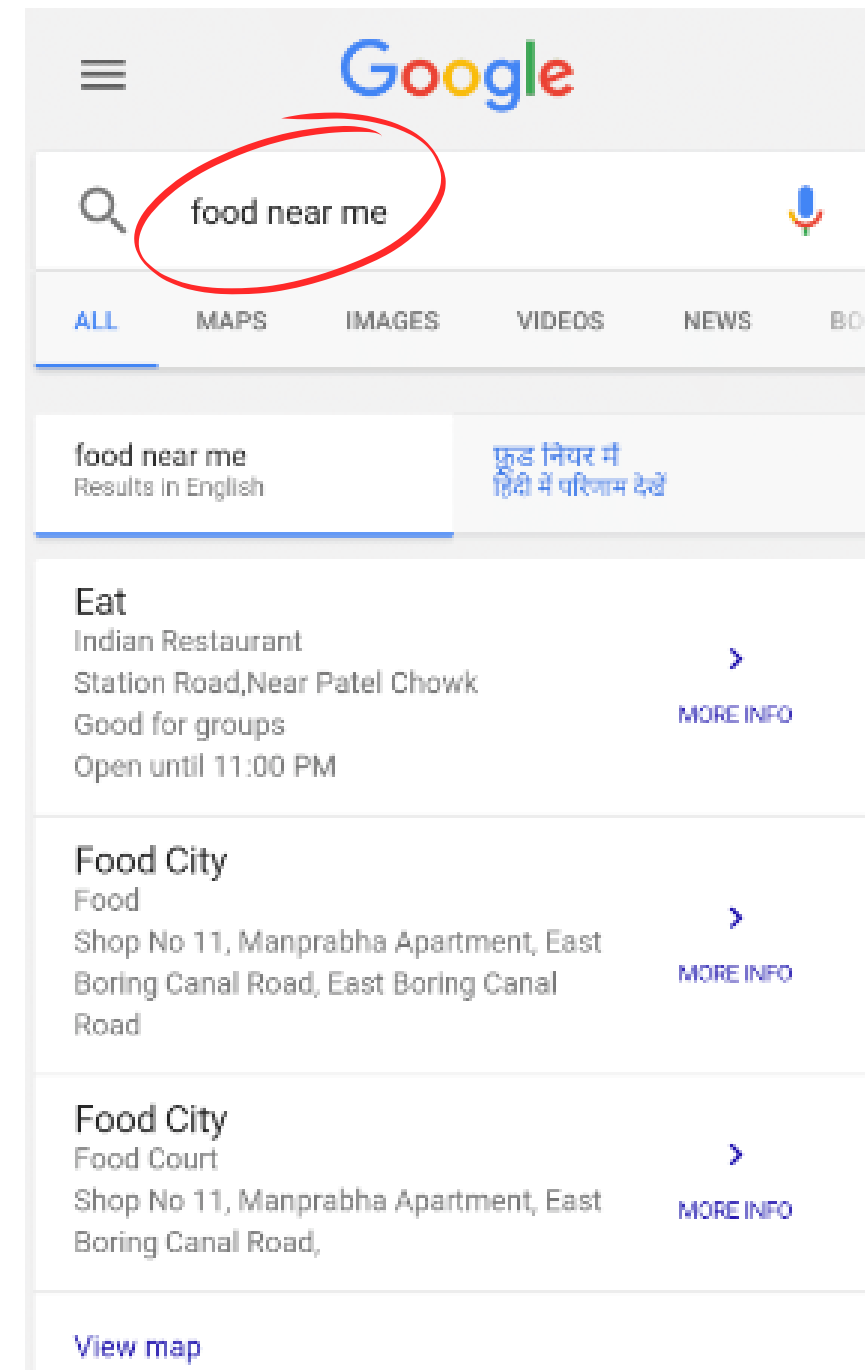 Google
food near me
ALL MAPS IMAGES VIDEOS NEWS BO
food near me
Results in English
फ़ूड नियर मी
हिंदी में परिणाम देखें
Eat
Indian Restaurant
Station Road,Near Patel Chowk
Good for groups
Open until 11:00 PM
MORE INFO
Food City
Food
Shop No 11, Manprabha Apartment, East
Boring Canal Road, East Boring Canal
Road
MORE INFO
Food City
Food Court
Shop No 11, Manprabha Apartment, East
Boring Canal Road,
MORE INFO
View map